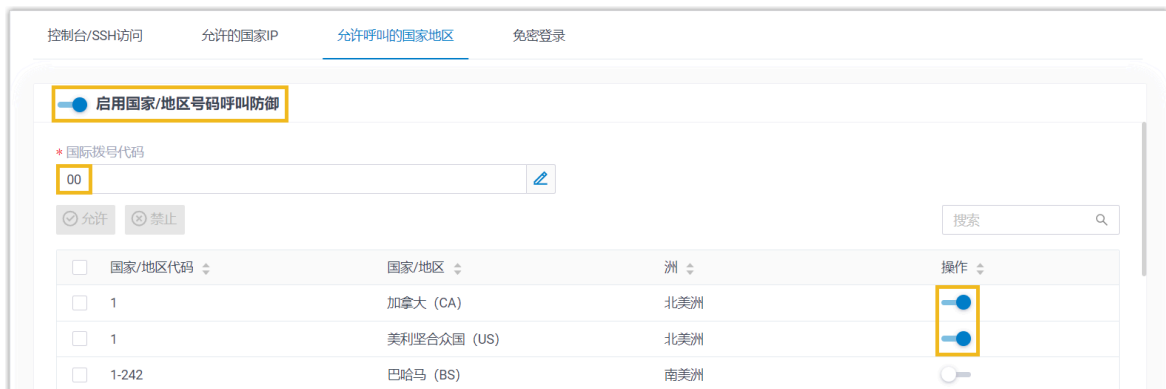 控制台/SSH访问 允许的国家IP 允许呼叫的国家地区 免密登录
启用国家/地区号码呼叫防御
* 国际拨号代码
00
允许 禁止 搜索
国家/地区代码 国家/地区 洲 操作
1 加拿大（CA） 北美洲
1 美利坚合众国（US） 北美洲
1-242 巴哈马（BS） 南美洲